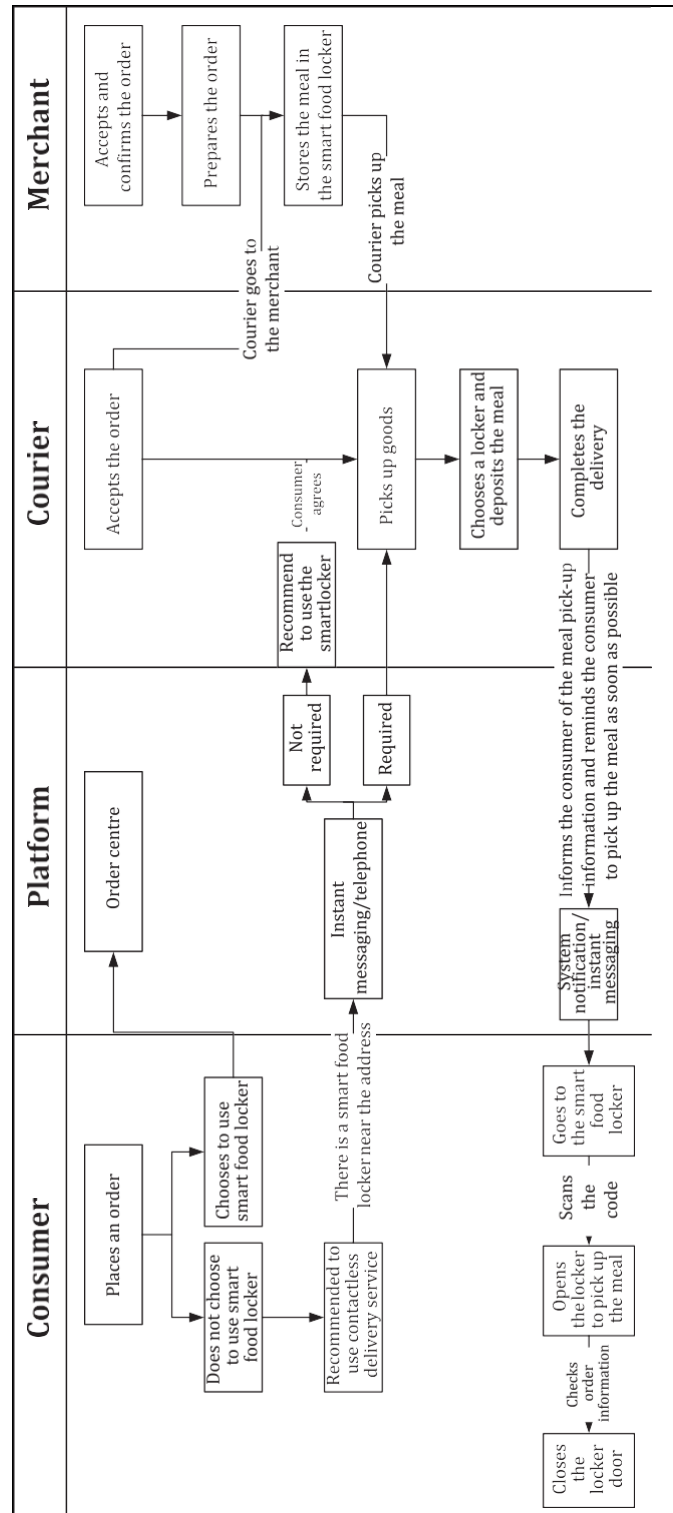 Consumer
Platform
Courier
Merchant
Places an order
Does not choose
to use smart
food locker
Chooses to use
smart food locker
Recommended to
use contactless
delivery service
There is a smart food
locker near the address
Order centre
Instant
messaging/telephone
Not
required
Required
Recommend
to use the
smartlocker
Consumer
agrees
Accepts the order
Courier goes to
the merchant
Accepts and
confirms the order
Prepares the order
Stores the meal in
the smart food locker
Courier picks up
the meal
Picks up goods
Chooses a locker and
deposits the meal
Completes the
delivery
Informs the consumer of the meal pick-up
information and reminds the consumer
to pick up the meal as soon as possible
System
notification/
instant
messaging
Goes to
the smart
food
locker
Scans
the
code
Opens
the locker
to pick up
the meal
Checks
order
information
Closes
the
locker
door